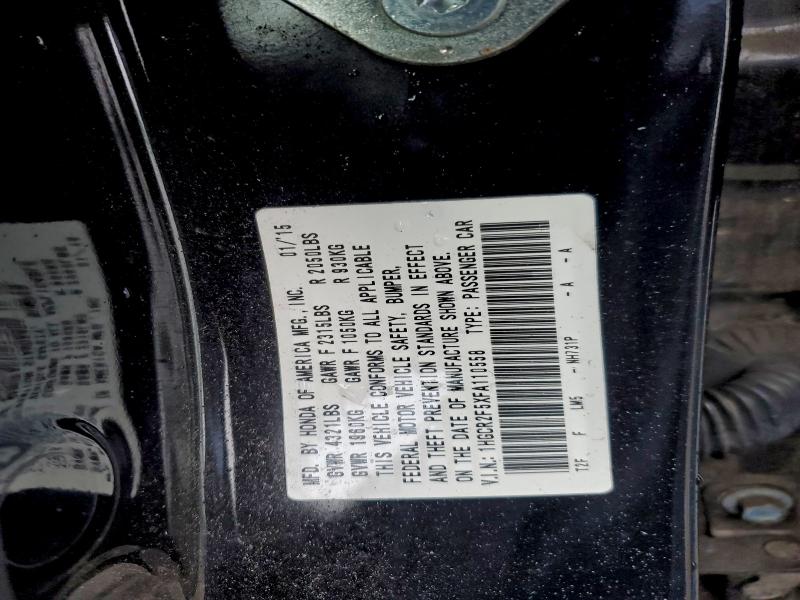 MFD. BY HONDA OF AMERICA MFG., INC. 01/'15
GVWR 4321LBS GAWR F 2315LBS R 2050LBS
GVWR 1960KG GAWR F 1050KG R 930KG
THIS VEHICLE CONFORMS TO ALL APPLICABLE
FEDERAL MOTOR VEHICLE SAFETY, BUMPER,
AND THEFT PREVENTION STANDARDS IN EFFECT
ON THE DATE OF MANUFACTURE SHOWN ABOVE.
V.I.N.: 1HGCR2F5XFA110558 TYPE: PASSENGER CAR
T2F F LM5 - NH731P - A - A